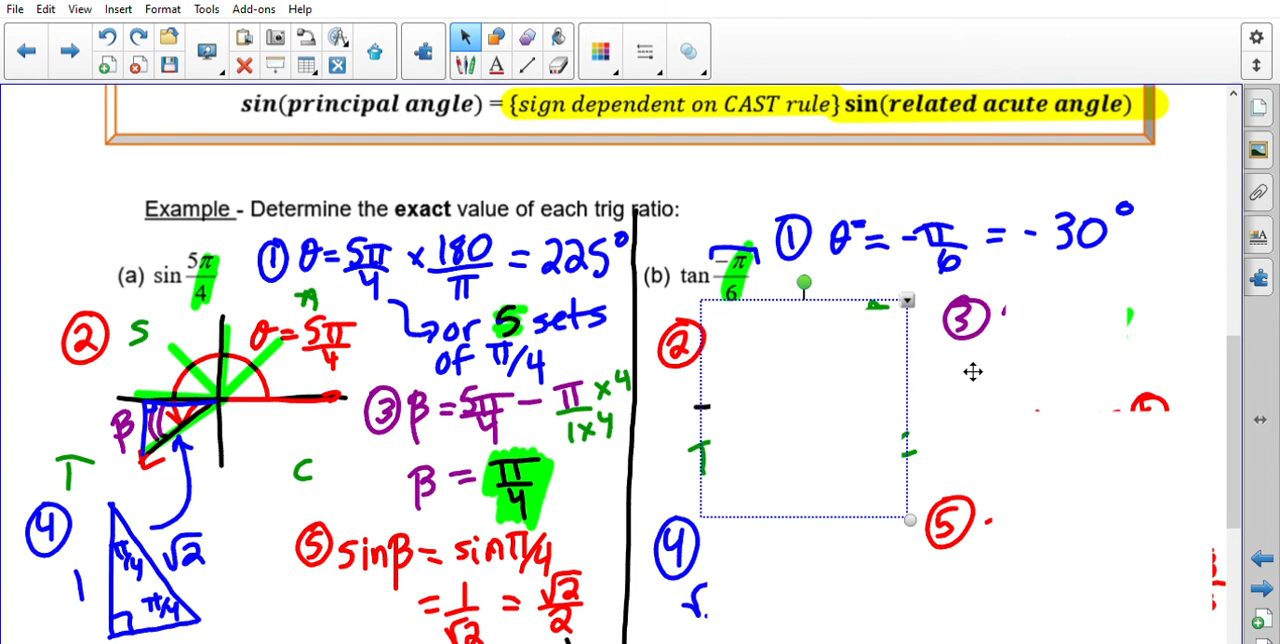 File Edit View Insert Format Tools Add-ons Help
sin(principal angle) = {sign dependent on CAST rule} sin(related acute angle)
Example - Determine the exact value of each trig ratio:
(a) sin 5π/4
① θ = 5π/4 × 180/π = 225°
or 5 sets
of π/4
② S A
θ = 5π/4
β
T C
③ β = 5π/4 − π×4/1×4
β = π/4
④ π/4 √2
1 π/4
⑤ sinβ = sin π/4
= 1/√2 = √2/2
(b) tan −π/6
① θ = −π/6 = −30°
②
③
T
④
⑤